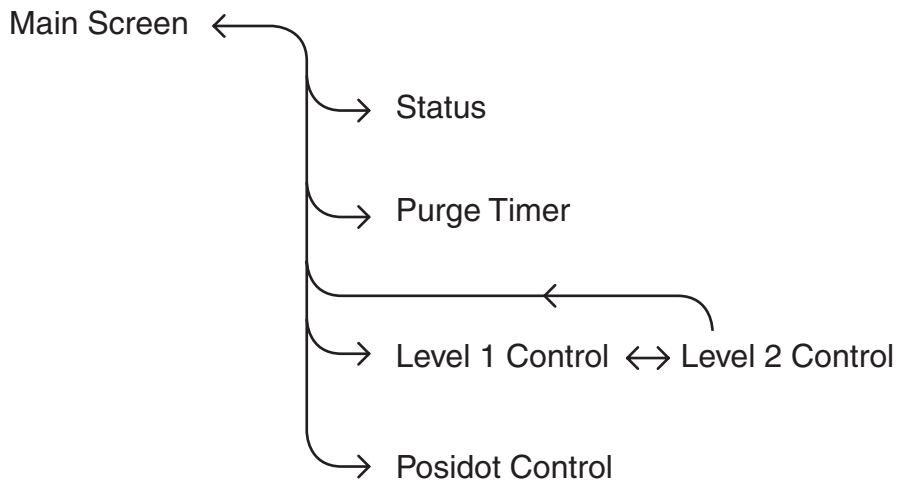 Main Screen
Status
Purge Timer
Level 1 Control
Level 2 Control
Posidot Control